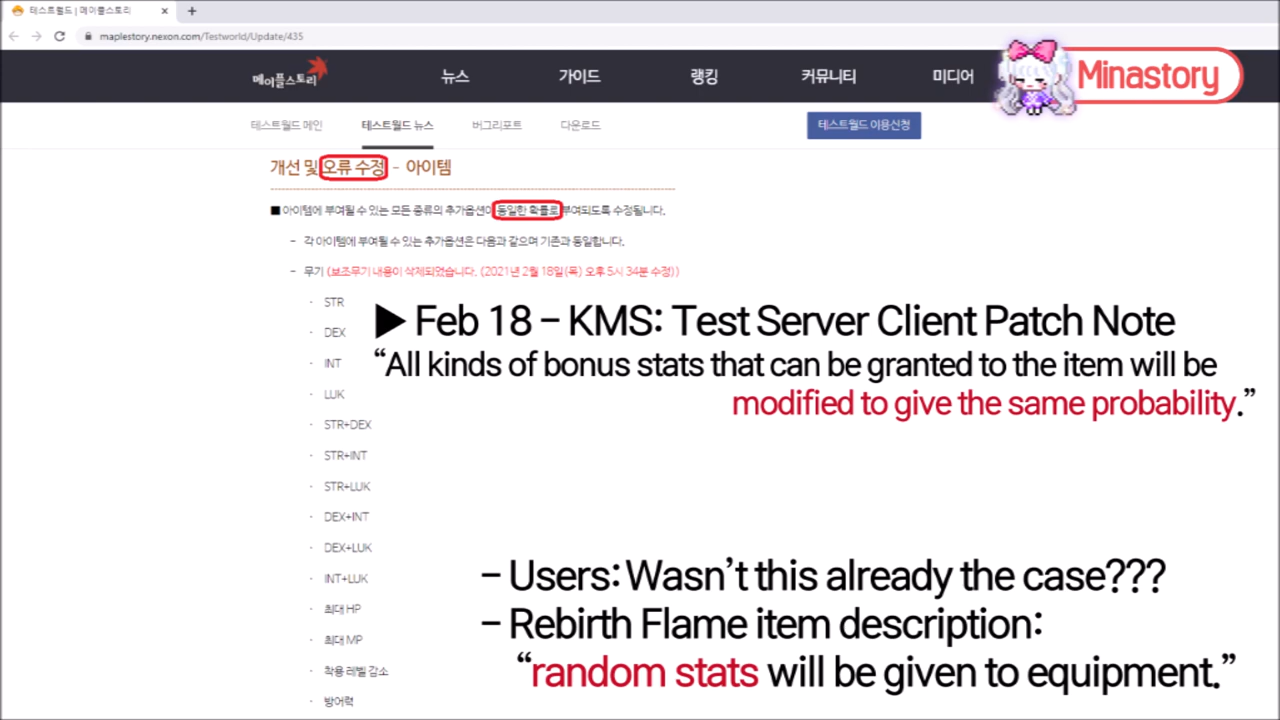 테스트월드 | 메이플스토리
maplestory.nexon.com/Testworld/Update/435
메이플스토리
뉴스 가이드 랭킹 커뮤니티 미디어
Minastory
테스트월드 메인 테스트월드 뉴스 버그리포트 다운로드 테스트월드 이용신청
개선 및 오류 수정 - 아이템
■ 아이템에 부여될 수 있는 모든 종류의 추가옵션이 동일한 확률로 부여되도록 수정됩니다.
- 각 아이템에 부여될 수 있는 추가옵션은 다음과 같으며 기존과 동일합니다.
- 무기 (보조무기 내용이 삭제되었습니다. (2021년 2월 18일(목) 오후 5시 34분 수정))
· STR
▶ Feb 18 - KMS: Test Server Client Patch Note
· DEX
· INT
“All kinds of bonus stats that can be granted to the item will be
· LUK
modified to give the same probability.”
· STR+DEX
· STR+INT
· STR+LUK
· DEX+INT
· DEX+LUK
· INT+LUK
- Users: Wasn’t this already the case???
· 최대 HP
- Rebirth Flame item description:
· 최대 MP
· 착용 레벨 감소
“random stats will be given to equipment.”
· 방어력